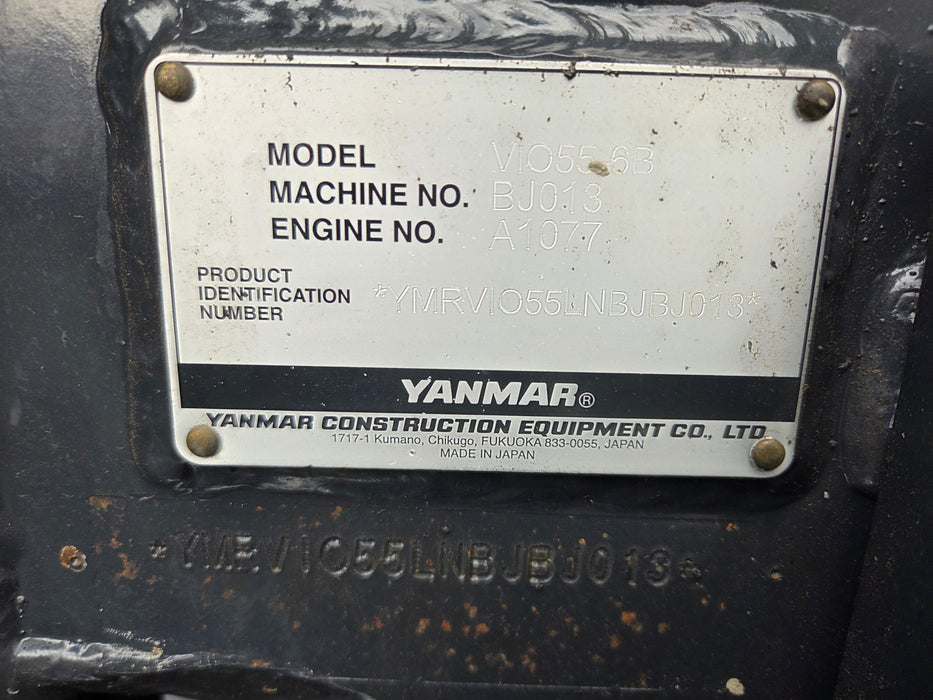 MODEL VIO55-6B
MACHINE NO. BJ013
ENGINE NO. A1077
PRODUCT
IDENTIFICATION
NUMBER
*YMRVIO55LNBJBJ013*
YANMAR®
YANMAR CONSTRUCTION EQUIPMENT CO., LTD.
1717-1 Kumano, Chikugo, FUKUOKA 833-0055, JAPAN
MADE IN JAPAN
*YMRVIO55LNBJBJ013*